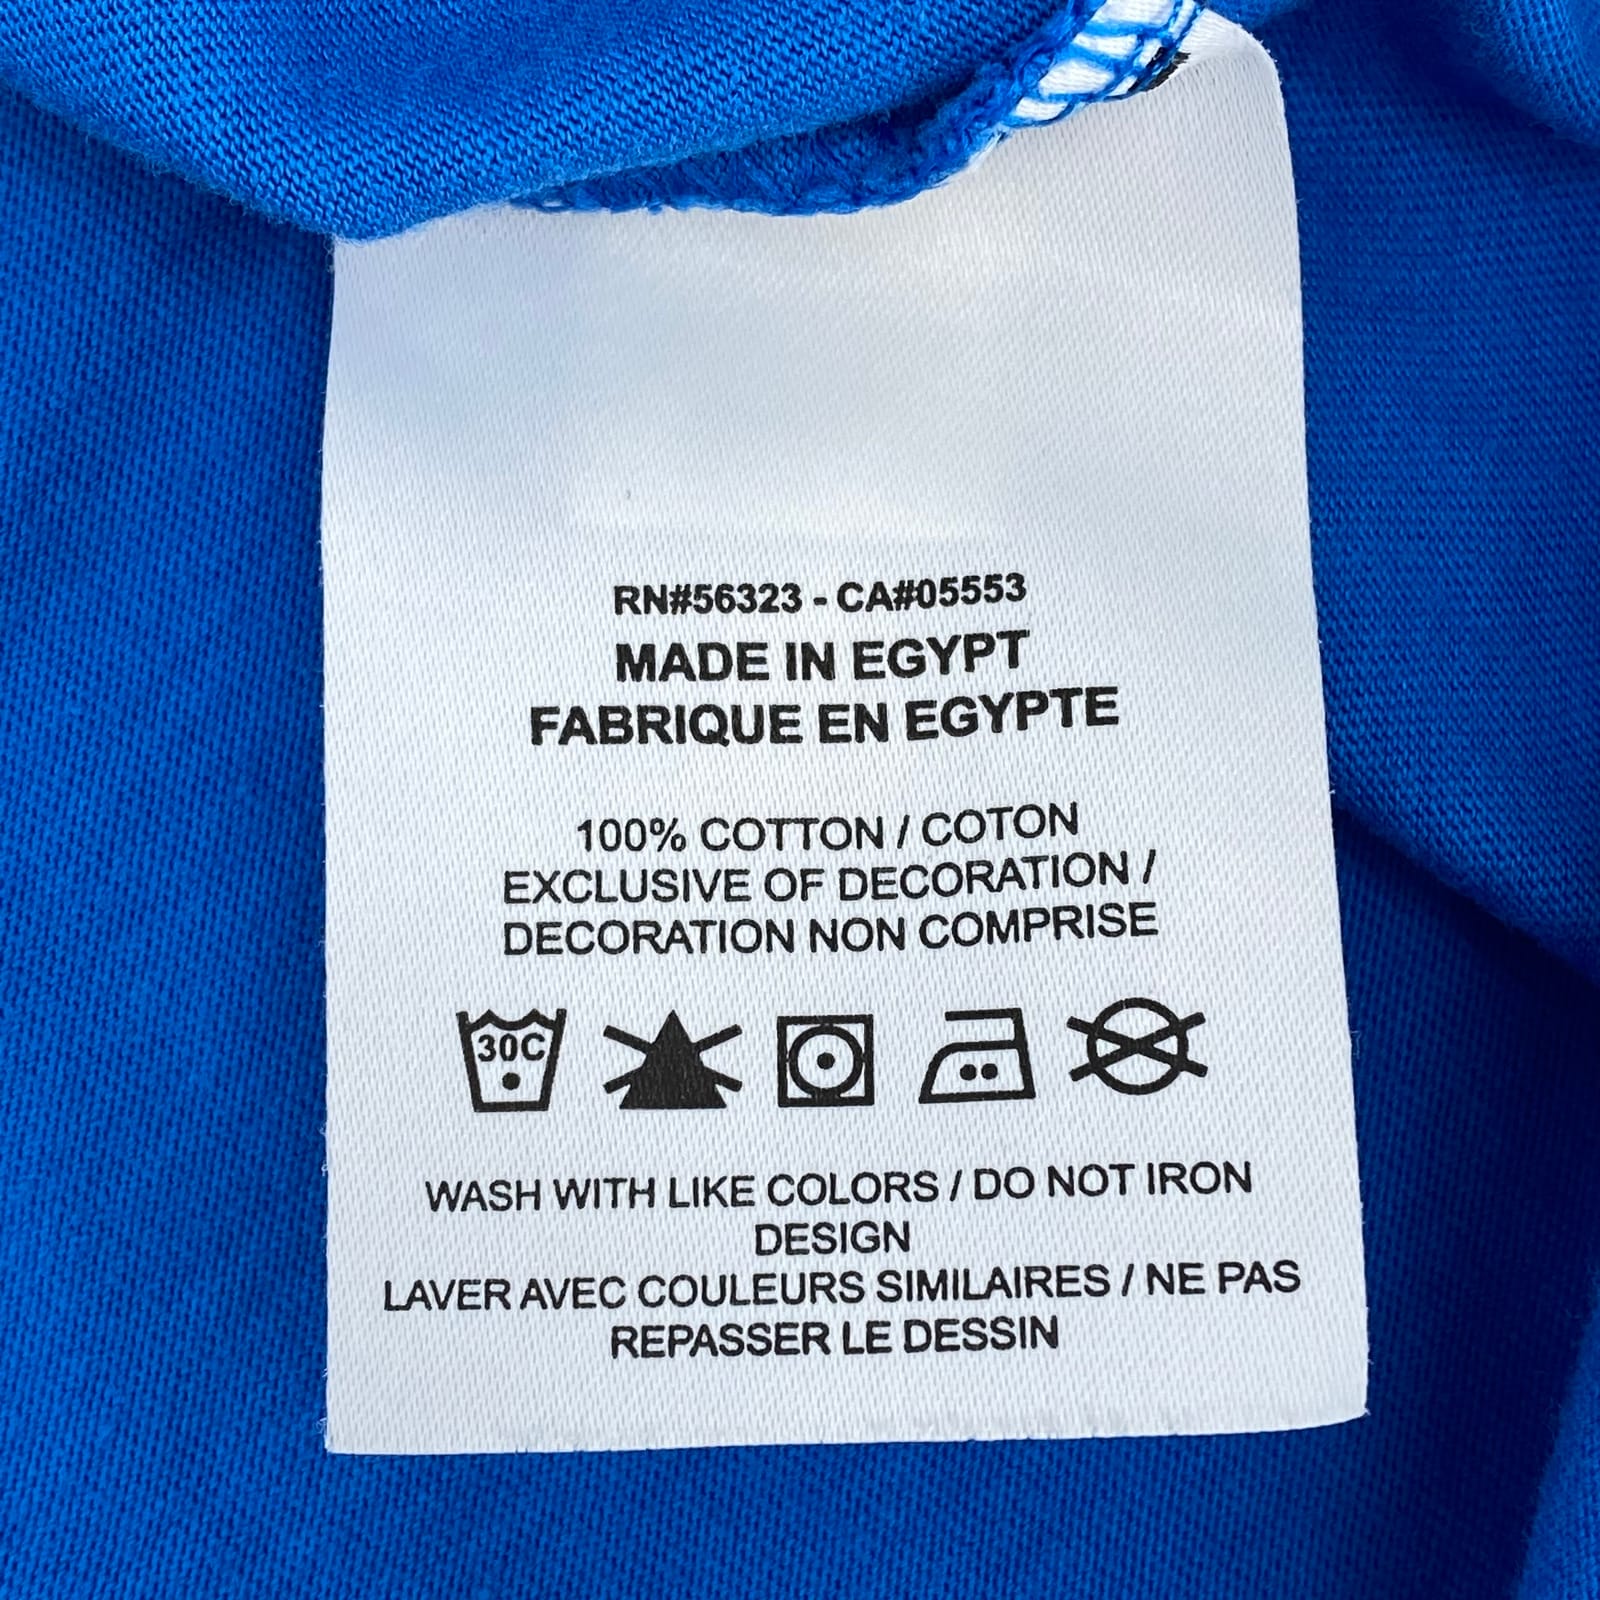 RN#56323 - CA#05553
MADE IN EGYPT
FABRIQUE EN EGYPTE
100% COTTON / COTON
EXCLUSIVE OF DECORATION /
DECORATION NON COMPRISE
30C
WASH WITH LIKE COLORS / DO NOT IRON
DESIGN
LAVER AVEC COULEURS SIMILAIRES / NE PAS
REPASSER LE DESSIN